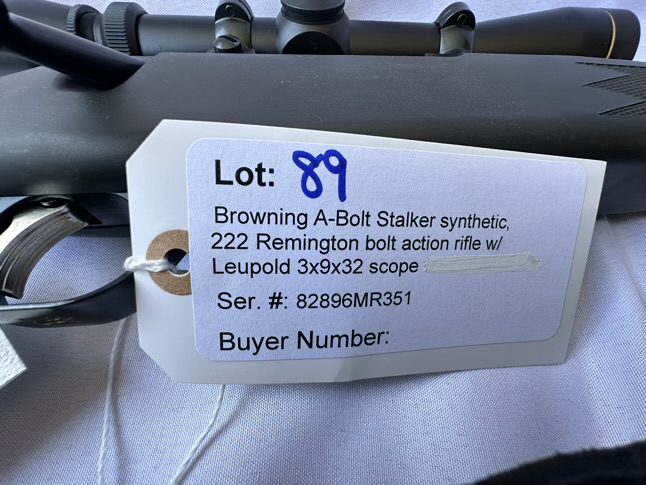 Lot: 89
Browning A-Bolt Stalker synthetic,
222 Remington bolt action rifle w/
Leupold 3x9x32 scope
Ser. #: 82896MR351
Buyer Number: